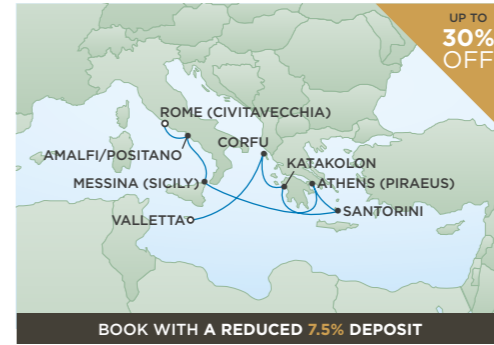 UP TO
30%
OFF
ROME (CIVITAVECCHIA)
CORFU
AMALFI/POSITANO
KATAKOLON
MESSINA (SICILY)
ATHENS (PIRAEUS)
SANTORINI
VALLETTA
BOOK WITH A REDUCED 7.5% DEPOSIT